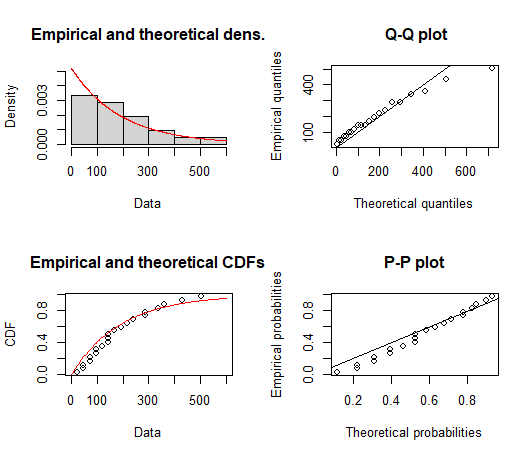 Empirical and theoretical dens.
Density
0.000
0.003
0
100
300
500
Data
Q-Q plot
Empirical quantiles
100
400
0
200
400
600
Theoretical quantiles
Empirical and theoretical CDFs
CDF
0.0
0.4
0.8
0
100
300
500
Data
P-P plot
Empirical probabilities
0.0
0.4
0.8
0.2
0.4
0.6
0.8
Theoretical probabilities